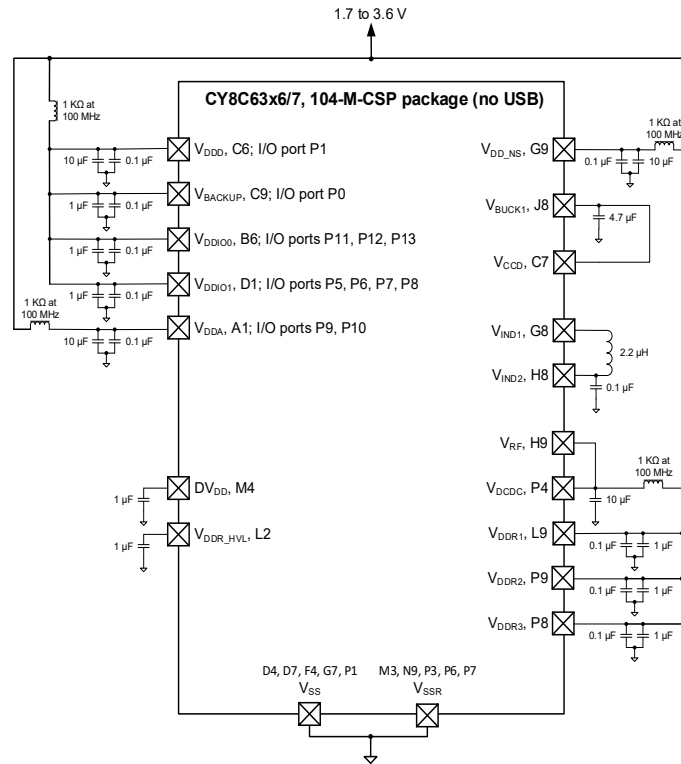 1.7 to 3.6 V
CY8C63x6/7, 104-M-CSP package (no USB)
1 KΩ at
100 MHz
10 µF
0.1 µF
VDDD, C6; I/O port P1
1 µF
0.1 µF
VBACKUP, C9; I/O port P0
1 µF
0.1 µF
VDDIO0, B6; I/O ports P11, P12, P13
1 µF
0.1 µF
VDDIO1, D1; I/O ports P5, P6, P7, P8
1 KΩ at
100 MHz
10 µF
0.1 µF
VDDA, A1; I/O ports P9, P10
1 µF
DVDD, M4
1 µF
VDDR_HVL, L2
VDD_NS, G9
0.1 µF
10 µF
1 KΩ at
100 MHz
VBUCK1, J8
4.7 µF
VCCD, C7
VIND1, G8
2.2 µH
VIND2, H8
0.1 µF
VRF, H9
VDCDC, P4
10 µF
1 KΩ at
100 MHz
VDDR1, L9
0.1 µF
1 µF
VDDR2, P9
0.1 µF
1 µF
VDDR3, P8
0.1 µF
1 µF
D4, D7, F4, G7, P1
VSS
M3, N9, P3, P6, P7
VSSR